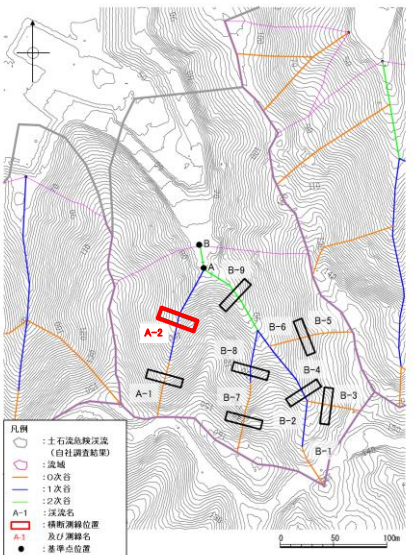 B
A
B-9
A-2
B-5
B-6
B-8
B-4
A-1
B-3
B-7
B-2
B-1
凡例
：土石流危険渓流
（自社調査結果）
：流域
：0次谷
：1次谷
：2次谷
A-1 ：渓流名
：横断測線位置
A-1 及び測線名
：基準点位置
0 100m